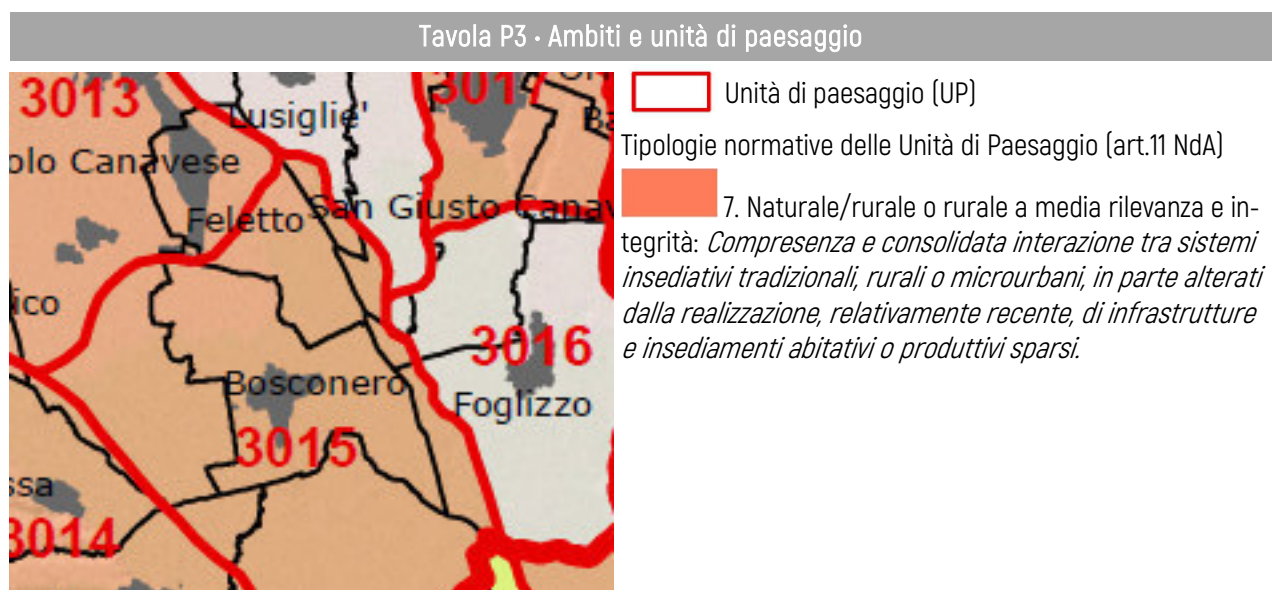 Tavola P3 · Ambiti e unità di paesaggio
3013
3017
Lusiglie'
olo Canavese
Feletto
San Giusto Canav
ico
3016
Bosconero
Foglizzo
3015
ssa
3014
Unità di paesaggio (UP)
Tipologie normative delle Unità di Paesaggio (art.11 NdA)
7. Naturale/rurale o rurale a media rilevanza e in-
tegrità: Compresenza e consolidata interazione tra sistemi
insediativi tradizionali, rurali o microurbani, in parte alterati
dalla realizzazione, relativamente recente, di infrastrutture
e insediamenti abitativi o produttivi sparsi.